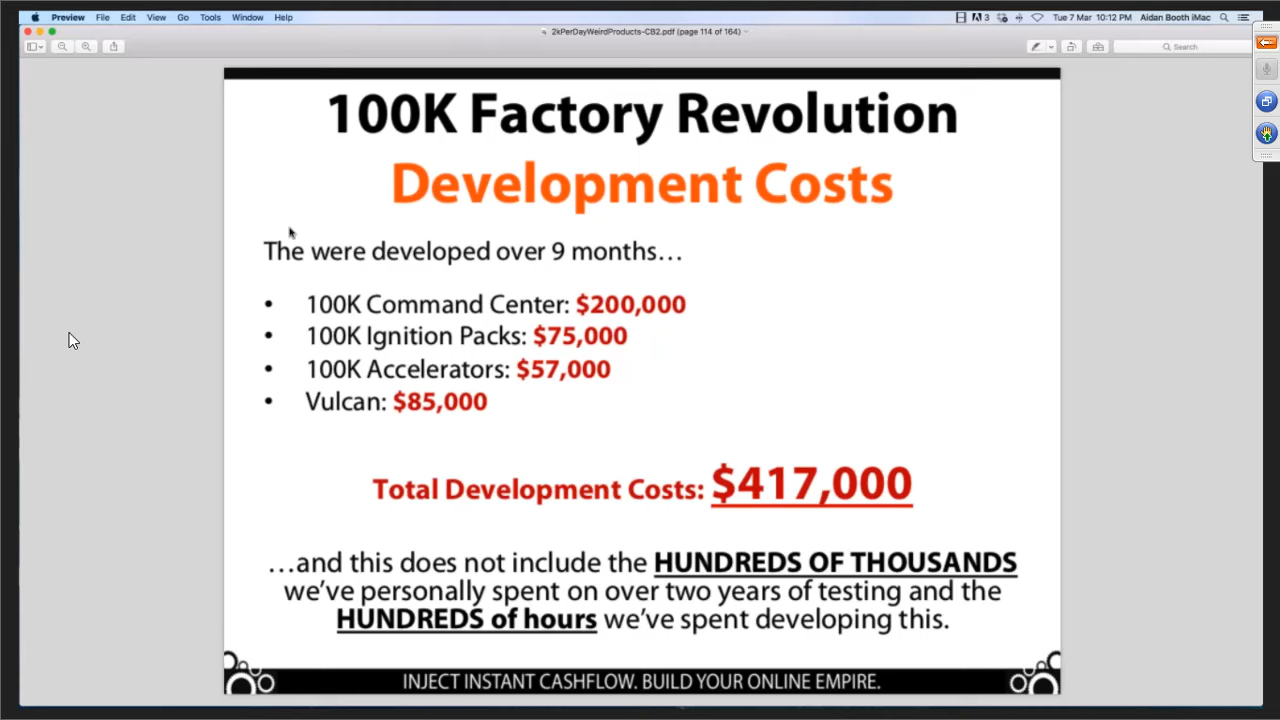 Preview File Edit View Go Tools Window Help 3 Tue 7 Mar 10:12 PM Aidan Booth iMac
2kPerDayWeirdProducts-CB2.pdf (page 114 of 164)
Search
100K Factory Revolution
Development Costs
The were developed over 9 months…
• 100K Command Center: $200,000
• 100K Ignition Packs: $75,000
• 100K Accelerators: $57,000
• Vulcan: $85,000
Total Development Costs: $417,000
…and this does not include the HUNDREDS OF THOUSANDS
we’ve personally spent on over two years of testing and the
HUNDREDS of hours we’ve spent developing this.
INJECT INSTANT CASHFLOW. BUILD YOUR ONLINE EMPIRE.